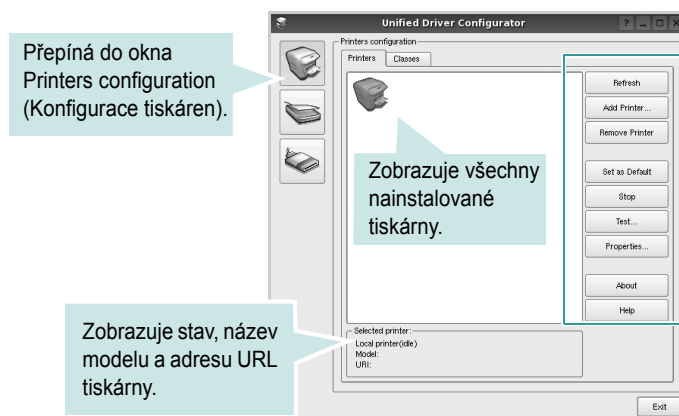 Unified Driver Configurator
Přepíná do okna
Printers configuration
(Konfigurace tiskáren).
Printers configuration
Printers
Classes
Refresh
Add Printer...
Remove Printer
Set as Default
Stop
Test...
Properties...
About
Help
Zobrazuje všechny
nainstalované
tiskárny.
Zobrazuje stav, název
modelu a adresu URL
tiskárny.
Selected printer:
Local printer(idle)
Model:
URI:
Exit